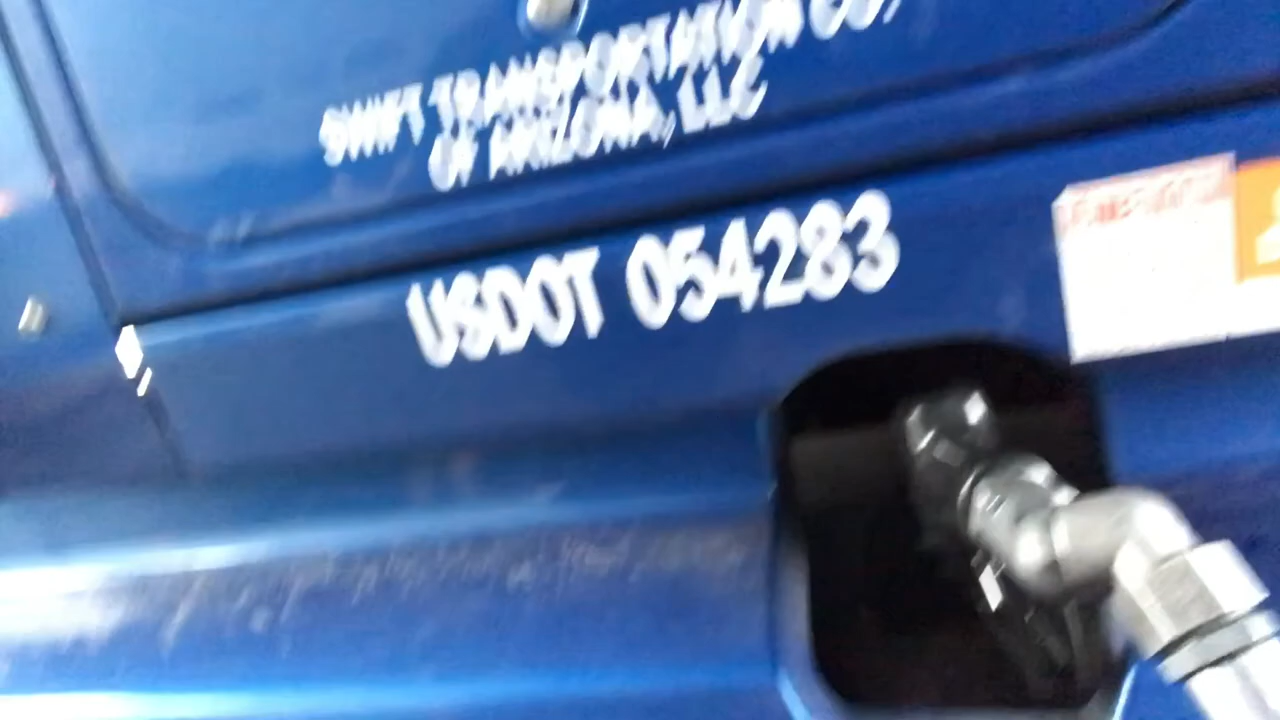 SWIFT TRANSPORTATION CO.,
OF ARIZONA, LLC
USDOT 054283